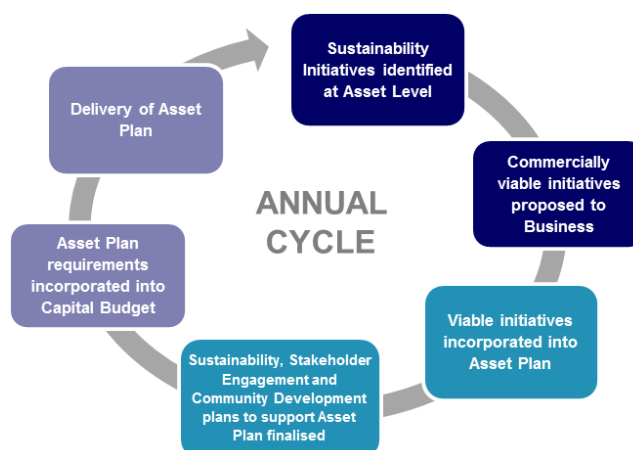 Sustainability
Initiatives identified
at Asset Level
Commercially
viable initiatives
proposed to
Business
Viable initiatives
incorporated into
Asset Plan
Sustainability, Stakeholder
Engagement and
Community Development
plans to support Asset
Plan finalised
Asset Plan
requirements
incorporated into
Capital Budget
Delivery of Asset
Plan
ANNUAL
CYCLE